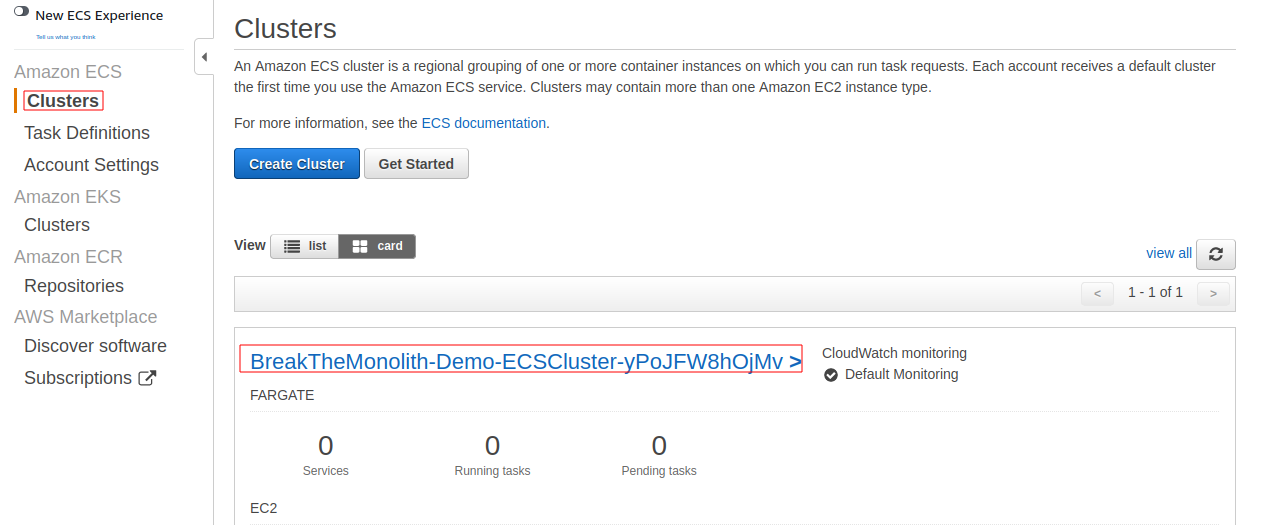 New ECS Experience
Tell us what you think
Amazon ECS
Clusters
Task Definitions
Account Settings
Amazon EKS
Clusters
Amazon ECR
Repositories
AWS Marketplace
Discover software
Subscriptions
Clusters
An Amazon ECS cluster is a regional grouping of one or more container instances on which you can run task requests. Each account receives a default cluster
the first time you use the Amazon ECS service. Clusters may contain more than one Amazon EC2 instance type.
For more information, see the ECS documentation.
Create Cluster Get Started
View list card
view all
< 1 - 1 of 1 >
BreakTheMonolith-Demo-ECSCluster-yPoJFW8hOjMv >
CloudWatch monitoring
Default Monitoring
FARGATE
0 0 0
Services Running tasks Pending tasks
EC2